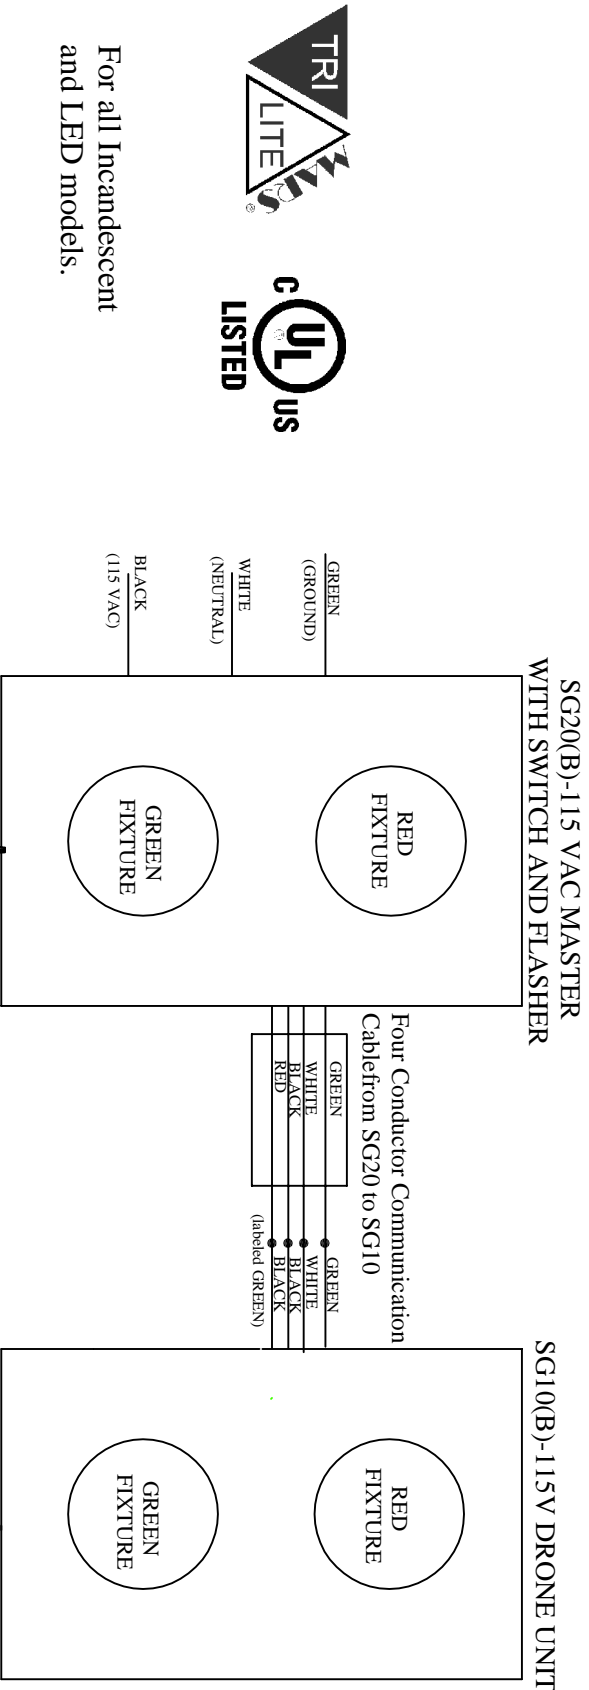 TRI
LITE
MARS®
C UL® US
LISTED
For all Incandescent
and LED models.
SG20(B)-115 VAC MASTER
WITH SWITCH AND FLASHER
GREEN
(GROUND)
WHITE
(NEUTRAL)
BLACK
(115 VAC)
RED
FIXTURE
GREEN
FIXTURE
Four Conductor Communication
Cablefrom SG20 to SG10
GREEN
WHITE
BLACK
RED
GREEN
WHITE
BLACK
BLACK
(labeled GREEN)
SG10(B)-115V DRONE UNIT
RED
FIXTURE
GREEN
FIXTURE